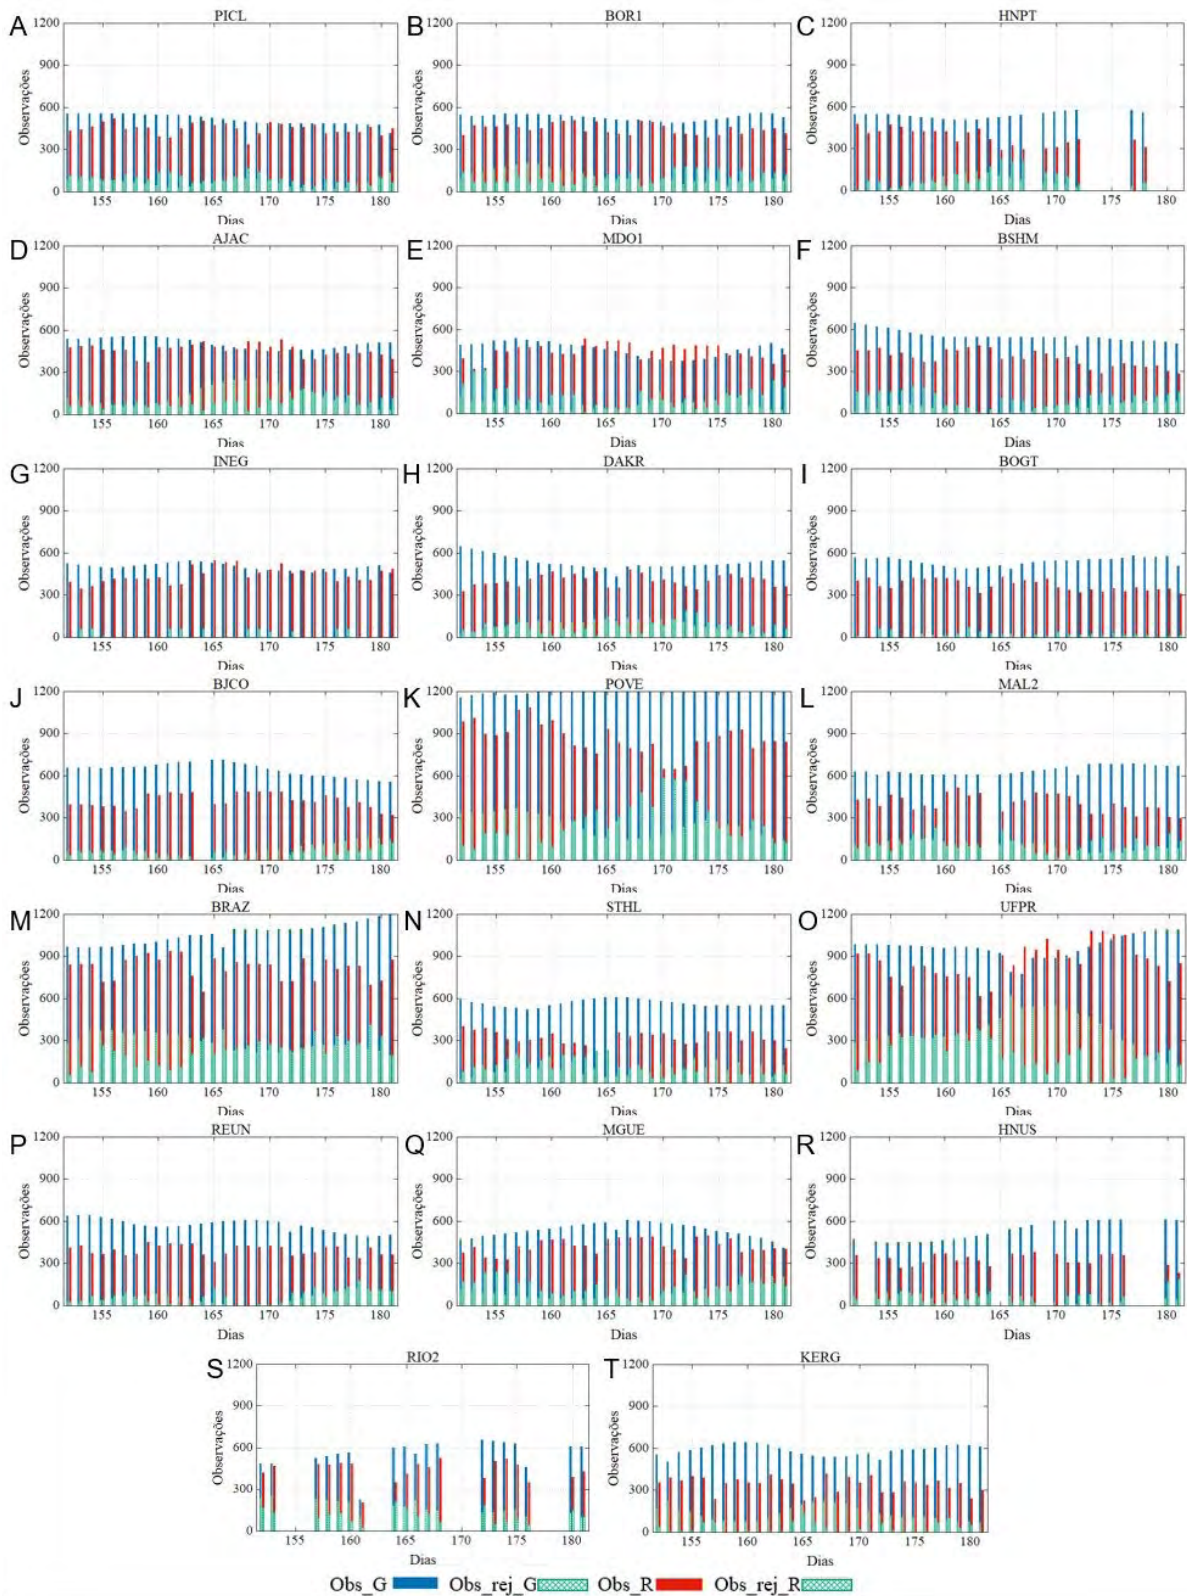 A PICL
1200
900
600
300
0
Observações
155 160 165 170 175 180
Dias
B BOR1
1200
900
600
300
0
Observações
155 160 165 170 175 180
Dias
C HNPT
1200
900
600
300
0
Observações
155 160 165 170 175 180
Dias
D AJAC
1200
900
600
300
0
Observações
155 160 165 170 175 180
Dias
E MDO1
1200
900
600
300
0
Observações
155 160 165 170 175 180
Dias
F BSHM
1200
900
600
300
0
Observações
155 160 165 170 175 180
Dias
G INEG
1200
900
600
300
0
Observações
155 160 165 170 175 180
Dias
H DAKR
1200
900
600
300
0
Observações
155 160 165 170 175 180
Dias
I BOGT
1200
900
600
300
0
Observações
155 160 165 170 175 180
Dias
J BJCO
1200
900
600
300
0
Observações
155 160 165 170 175 180
Dias
K POVE
1200
900
600
300
0
Observações
155 160 165 170 175 180
Dias
L MAL2
1200
900
600
300
0
Observações
155 160 165 170 175 180
Dias
M BRAZ
1200
900
600
300
0
Observações
155 160 165 170 175 180
Dias
N STHL
1200
900
600
300
0
Observações
155 160 165 170 175 180
Dias
O UFPR
1200
900
600
300
0
Observações
155 160 165 170 175 180
Dias
P REUN
1200
900
600
300
0
Observações
155 160 165 170 175 180
Dias
Q MGUE
1200
900
600
300
0
Observações
155 160 165 170 175 180
Dias
R HNUS
1200
900
600
300
0
Observações
155 160 165 170 175 180
Dias
S RIO2
1200
900
600
300
0
Observações
155 160 165 170 175 180
Dias
T KERG
1200
900
600
300
0
Observações
155 160 165 170 175 180
Dias
Obs_G Obs_rej_G Obs_R Obs_rej_R